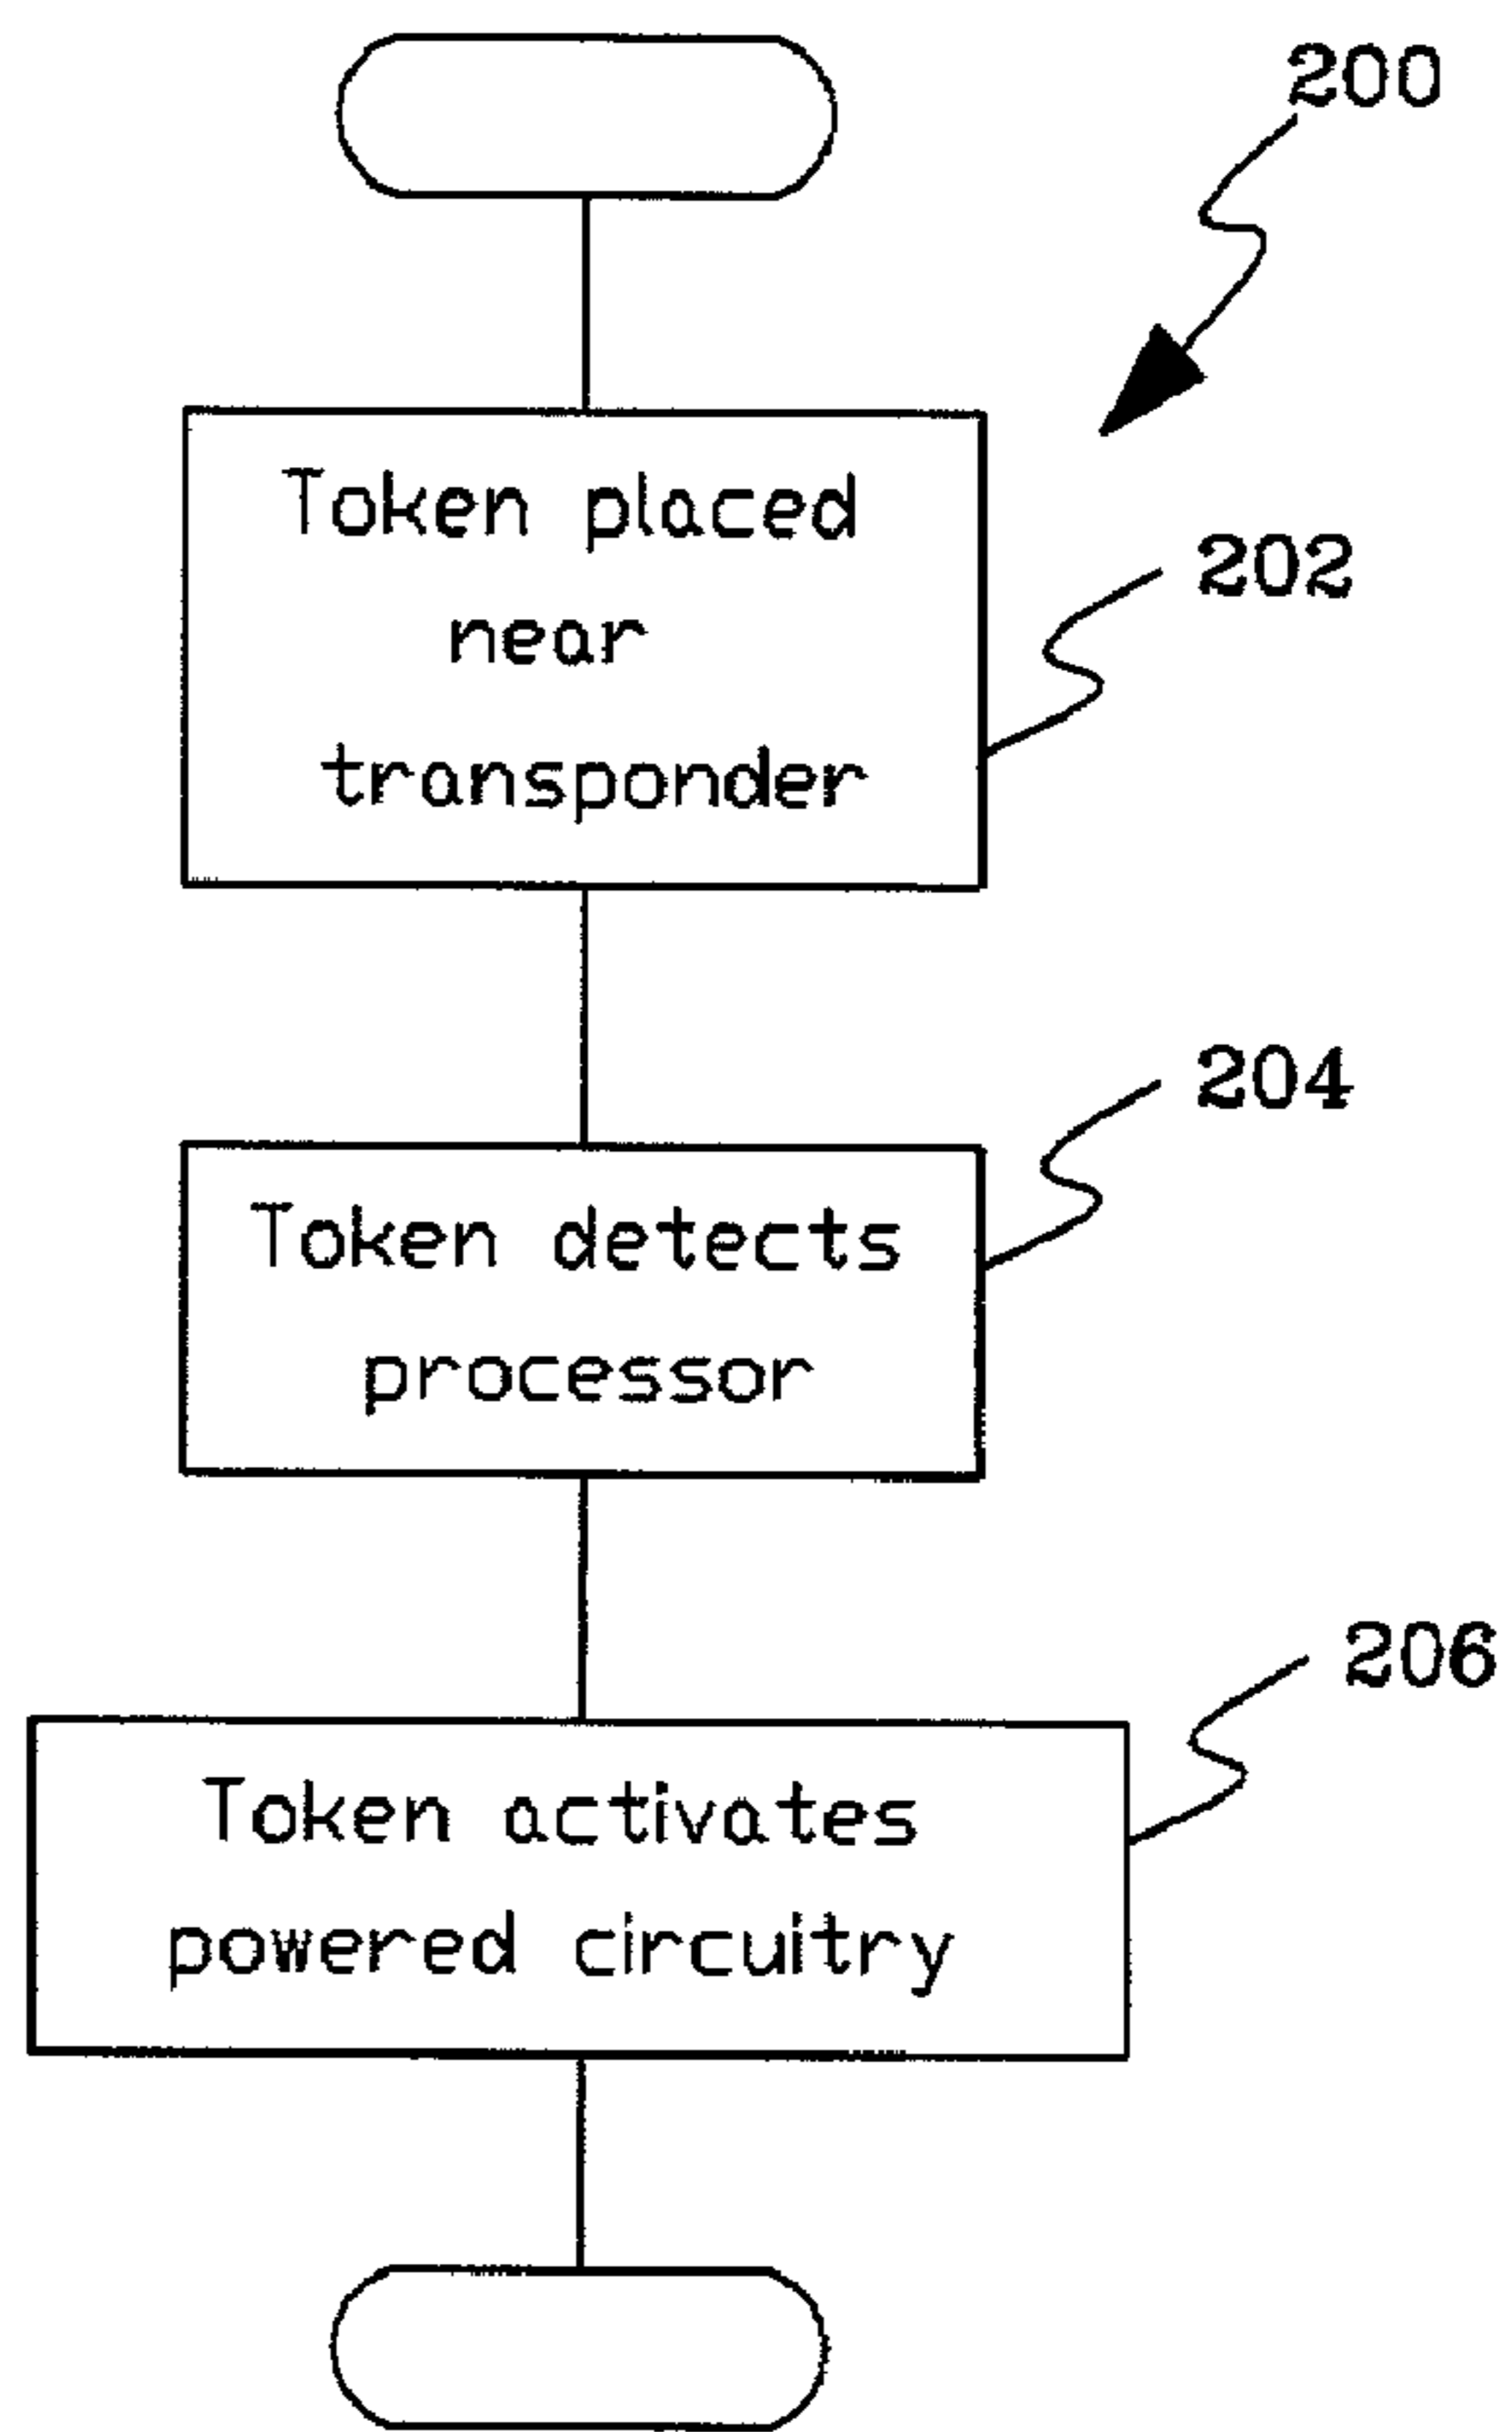 200
Token placed
near
transponder
202
204
Token detects
processor
206
Token activates
powered circuitry